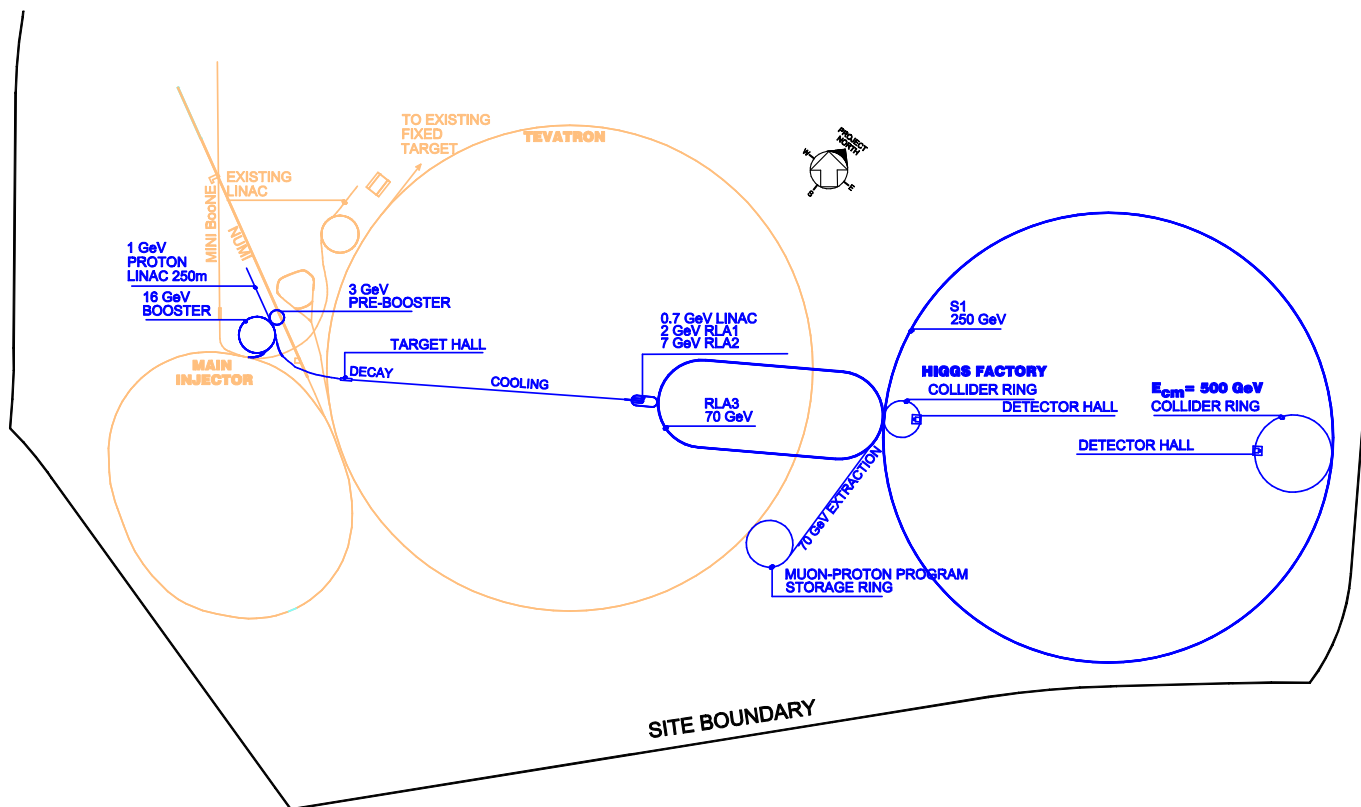 TO EXISTING
FIXED
TARGET
TEVATRON
PROJECT
NORTH
W
S
E
EXISTING
LINAC
MINI BooNE
NUMI
1 GeV
PROTON
LINAC 250m
16 GeV
BOOSTER
3 GeV
PRE-BOOSTER
TARGET HALL
MAIN
INJECTOR
DECAY
COOLING
0.7 GeV LINAC
2 GeV RLA1
7 GeV RLA2
RLA3
70 GeV
S1
250 GeV
HIGGS FACTORY
COLLIDER RING
DETECTOR HALL
Ecm= 500 GeV
COLLIDER RING
DETECTOR HALL
70 GeV EXTRACTION
MUON-PROTON PROGRAM
STORAGE RING
SITE BOUNDARY